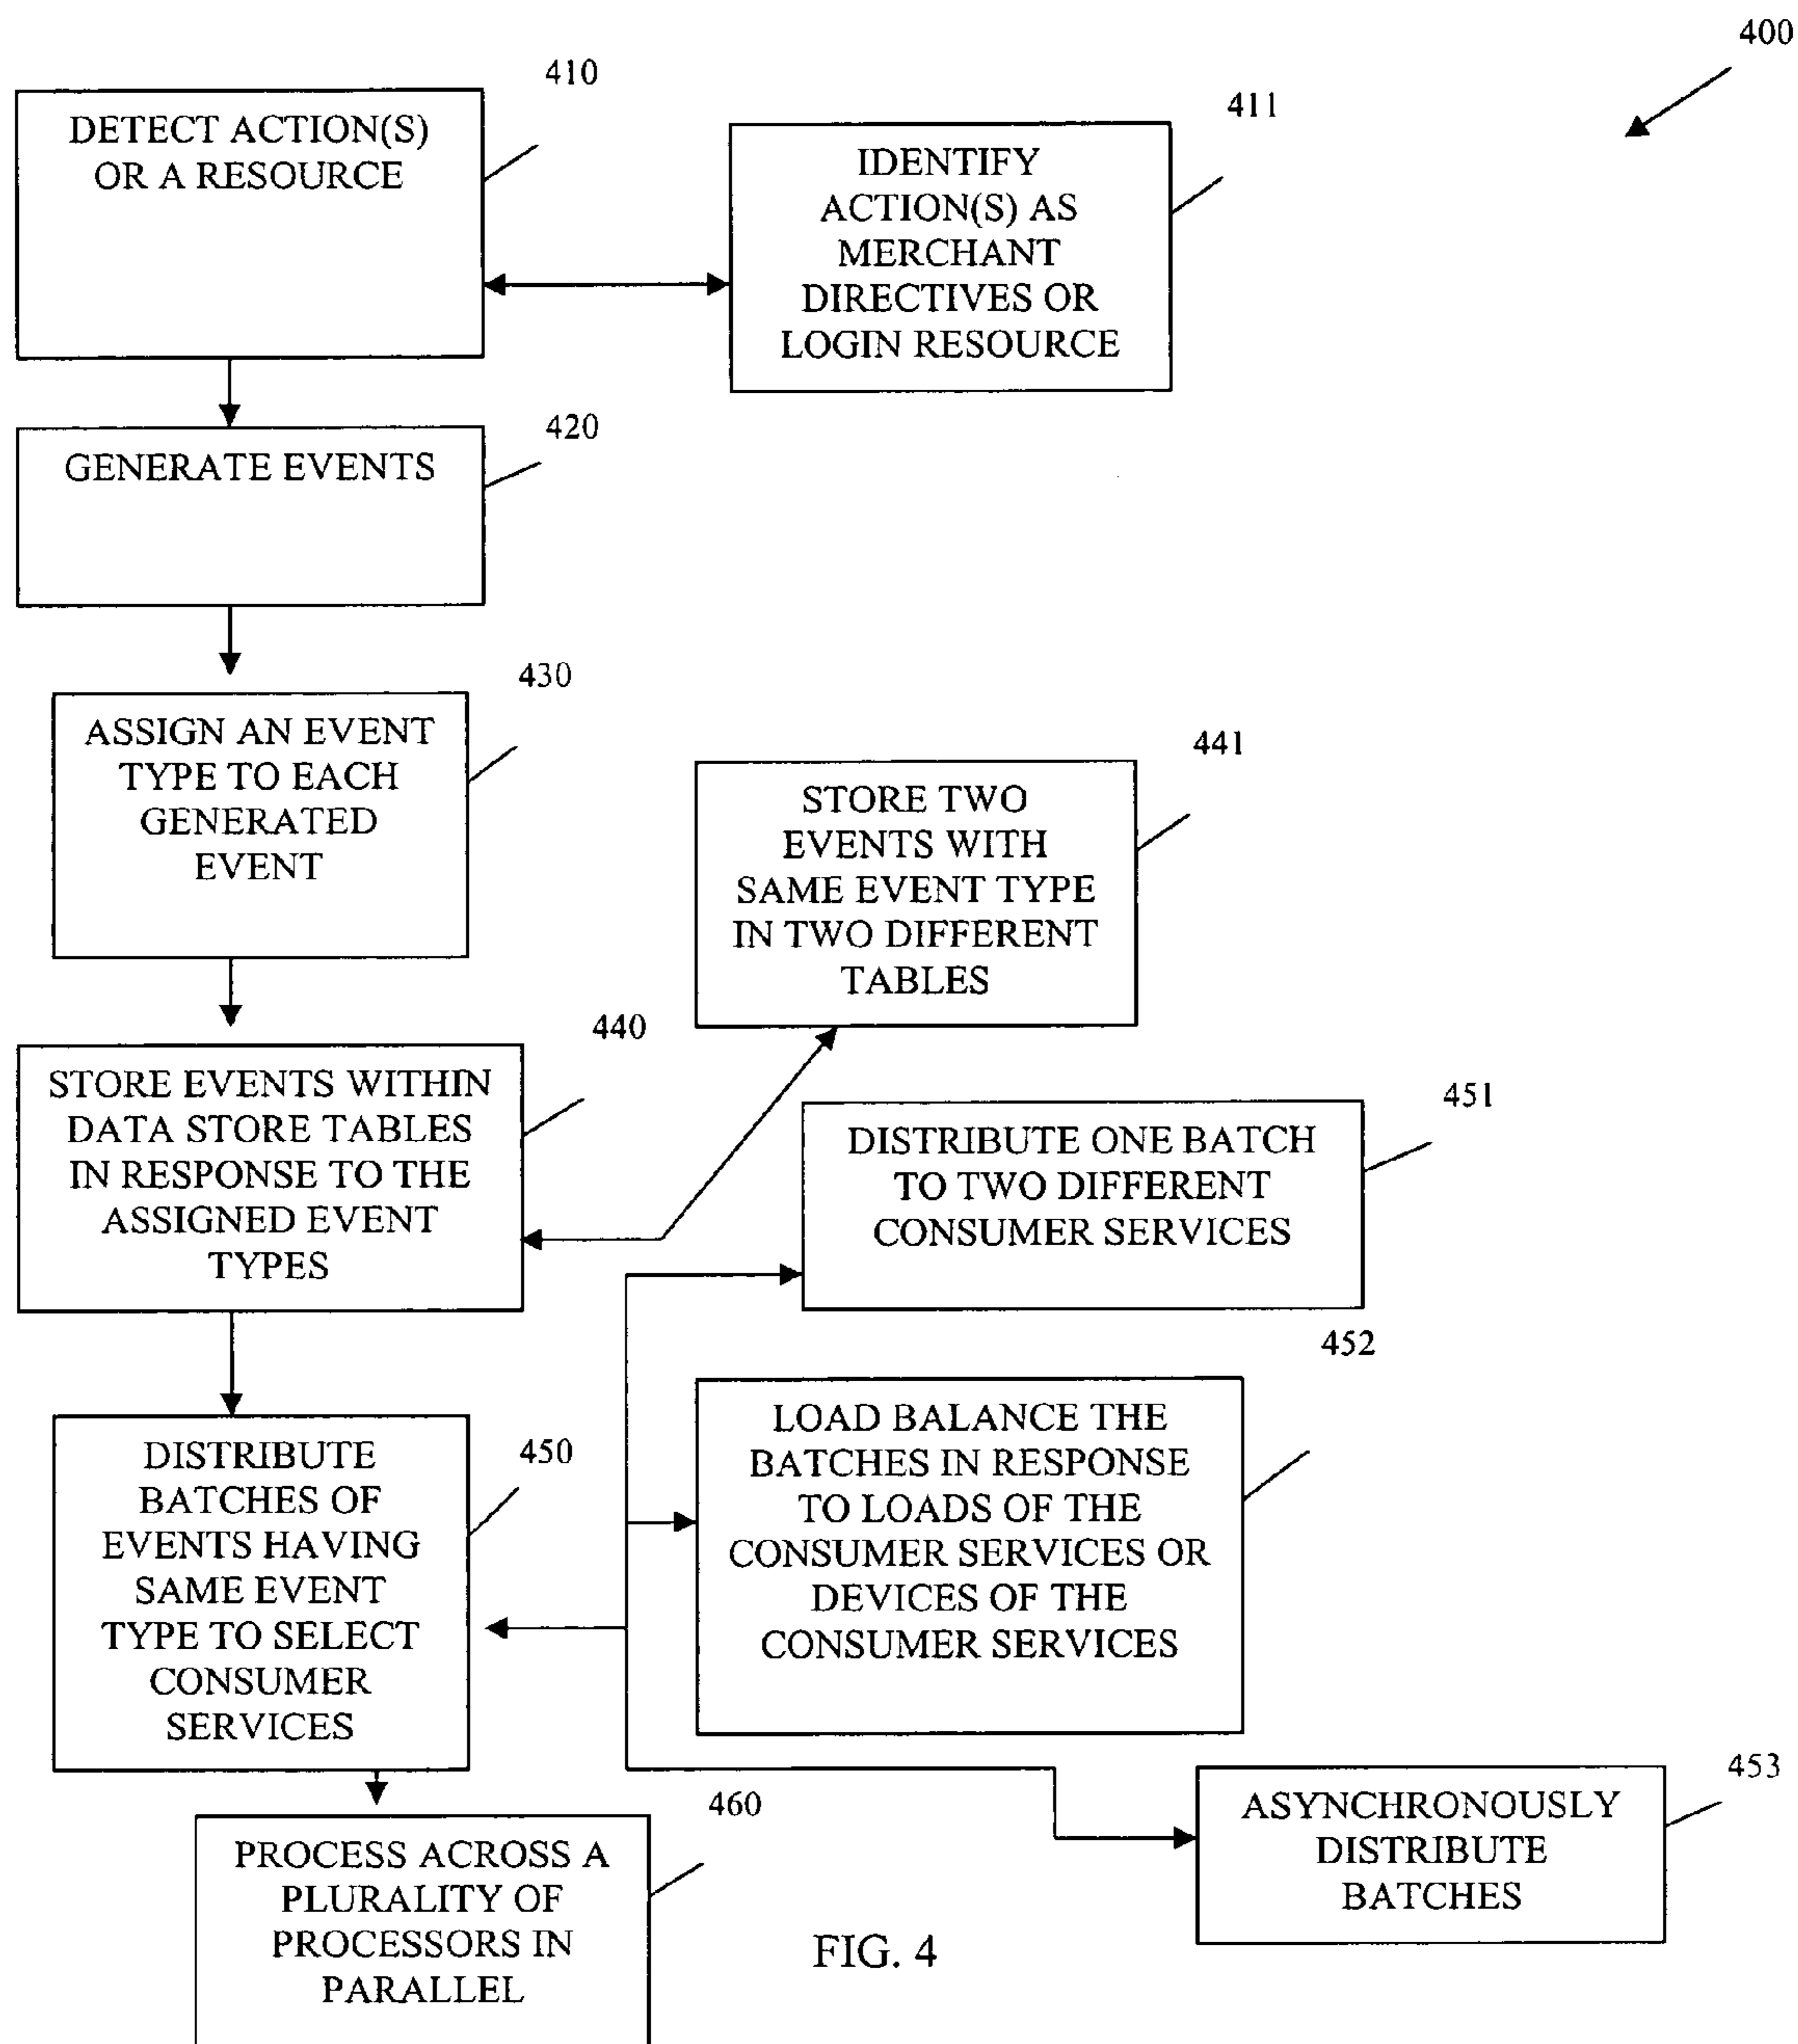 400
410
DETECT ACTION(S)
OR A RESOURCE
411
IDENTIFY
ACTION(S) AS
MERCHANT
DIRECTIVES OR
LOGIN RESOURCE
420
GENERATE EVENTS
430
ASSIGN AN EVENT
TYPE TO EACH
GENERATED
EVENT
441
STORE TWO
EVENTS WITH
SAME EVENT TYPE
IN TWO DIFFERENT
TABLES
440
STORE EVENTS WITHIN
DATA STORE TABLES
IN RESPONSE TO THE
ASSIGNED EVENT
TYPES
451
DISTRIBUTE ONE BATCH
TO TWO DIFFERENT
CONSUMER SERVICES
452
LOAD BALANCE THE
BATCHES IN RESPONSE
TO LOADS OF THE
CONSUMER SERVICES OR
DEVICES OF THE
CONSUMER SERVICES
450
DISTRIBUTE
BATCHES OF
EVENTS HAVING
SAME EVENT
TYPE TO SELECT
CONSUMER
SERVICES
453
ASYNCHRONOUSLY
DISTRIBUTE
BATCHES
460
PROCESS ACROSS A
PLURALITY OF
PROCESSORS IN
PARALLEL
FIG. 4